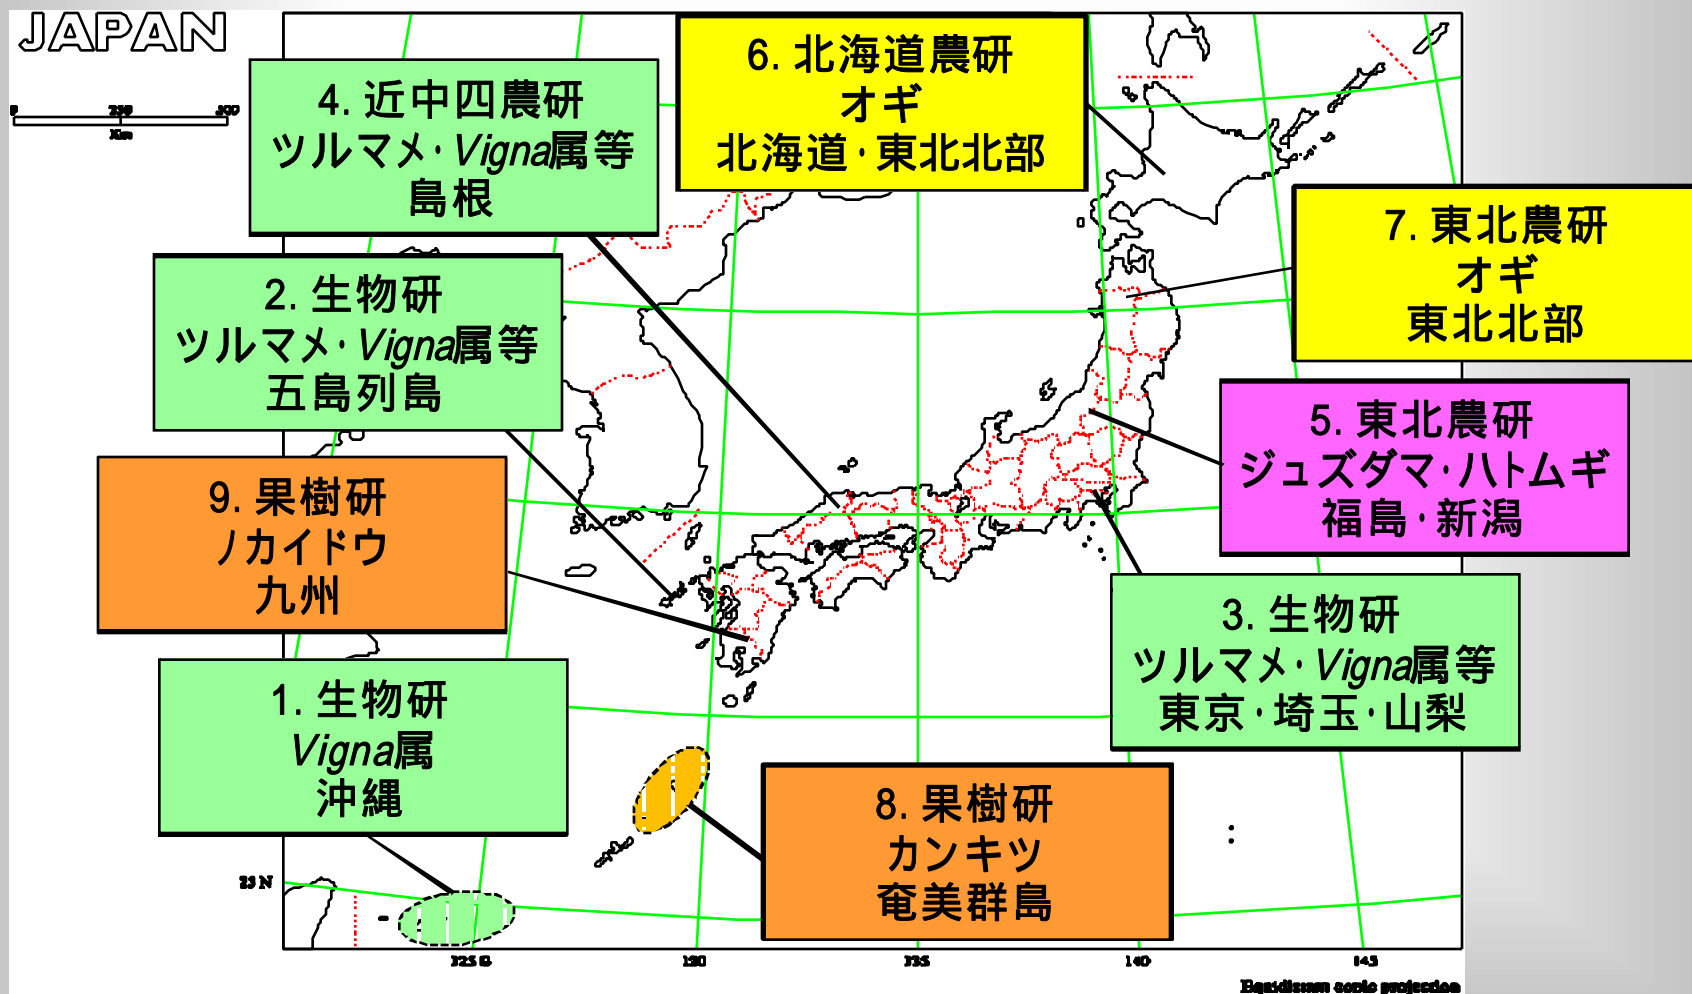 JAPAN
Km
6. 北海道農研
オギ
北海道・東北北部
4. 近中四農研
ツルマメ・Vigna属等
島根
7. 東北農研
オギ
東北北部
2. 生物研
ツルマメ・Vigna属等
五島列島
5. 東北農研
ジュズダマ・ハトムギ
福島・新潟
9. 果樹研
ノカイドウ
九州
3. 生物研
ツルマメ・Vigna属等
東京・埼玉・山梨
1. 生物研
Vigna属
沖縄
8. 果樹研
カンキツ
奄美群島
140
Equidistant conic projection